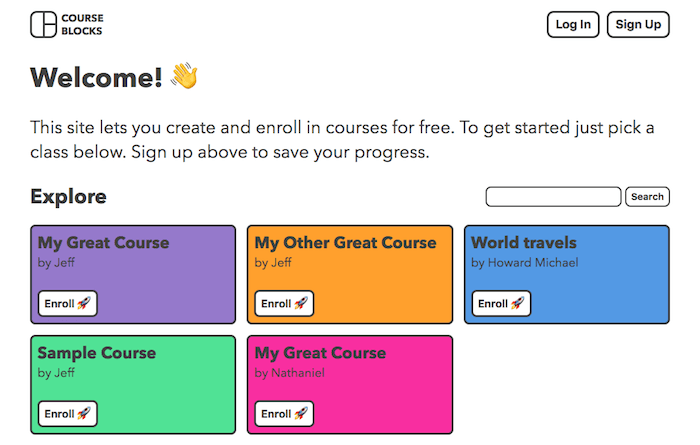 COURSE
BLOCKS
Log In
Sign Up
Welcome! 👋
This site lets you create and enroll in courses for free. To get started just pick a
class below. Sign up above to save your progress.
Explore
Search
My Great Course
by Jeff
Enroll 🚀
My Other Great Course
by Jeff
Enroll 🚀
World travels
by Howard Michael
Enroll 🚀
Sample Course
by Jeff
Enroll 🚀
My Great Course
by Nathaniel
Enroll 🚀